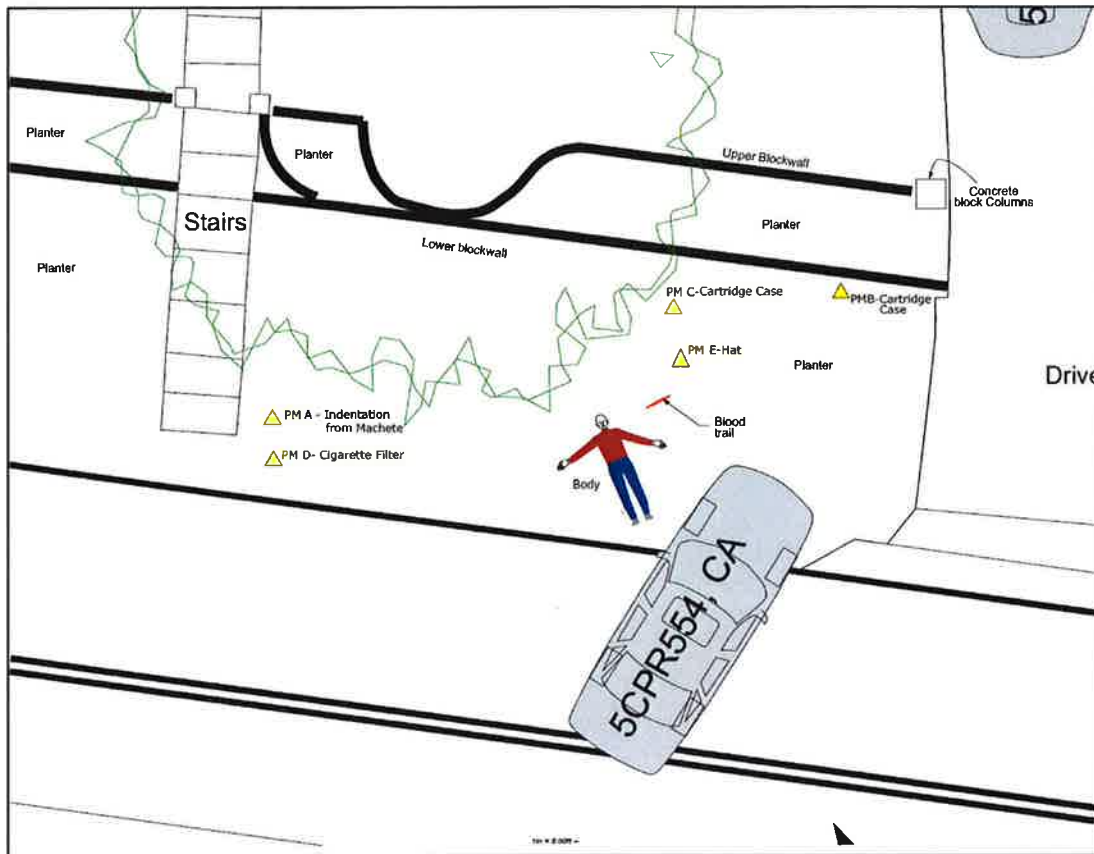 5
Planter
Planter
Upper Blockwall
Concrete
block Columns
Stairs
Planter
Lower blockwall
Planter
PM C-Cartridge Case
PMB-Cartridge
Case
PM E-Hat
Planter
Drive
PM A - Indentation
from Machete
Blood
trail
PM D- Cigarette Filter
Body
5CPR554, CA